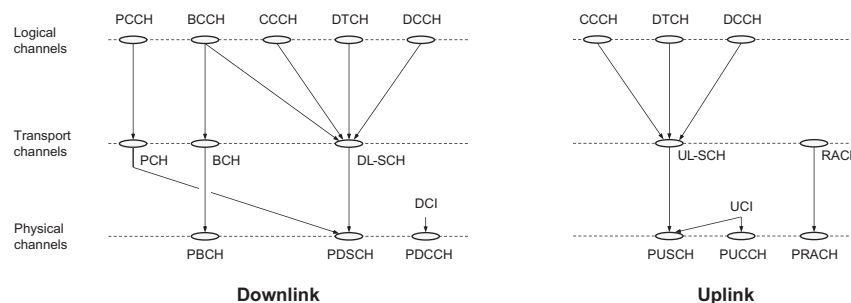 PCCH BCCH CCCH DTCH DCCH CCCH DTCH DCCH
Logical
channels
Transport
channels
PCH BCH DL-SCH UL-SCH RACH
DCI UCI
Physical
channels
PBCH PDSCH PDCCH PUSCH PUCCH PRACH
Downlink Uplink